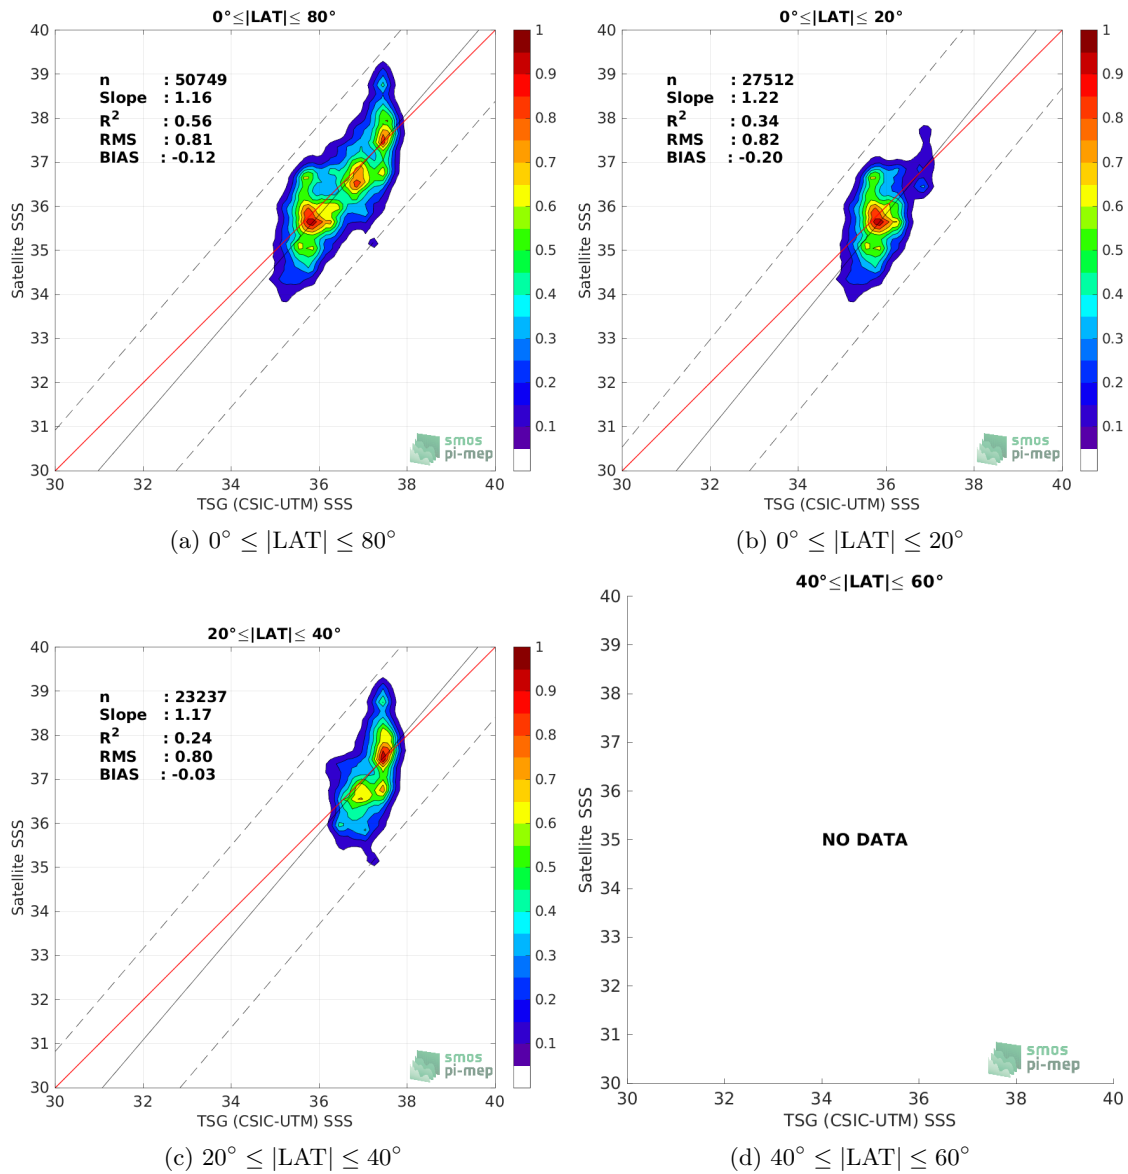 0°≤|LAT|≤ 80°
n : 50749
Slope : 1.16
R2 : 0.56
RMS : 0.81
BIAS : -0.12
40
39
38
37
36
35
34
33
32
31
30
30 32 34 36 38 40
Satellite SSS
TSG (CSIC-UTM) SSS
1
0.9
0.8
0.7
0.6
0.5
0.4
0.3
0.2
0.1
smos
pi-mep
(a) 0° ≤ |LAT| ≤ 80°
0°≤|LAT|≤ 20°
n : 27512
Slope : 1.22
R2 : 0.34
RMS : 0.82
BIAS : -0.20
40
39
38
37
36
35
34
33
32
31
30
30 32 34 36 38 40
Satellite SSS
TSG (CSIC-UTM) SSS
1
0.9
0.8
0.7
0.6
0.5
0.4
0.3
0.2
0.1
smos
pi-mep
(b) 0° ≤ |LAT| ≤ 20°
20°≤|LAT|≤ 40°
n : 23237
Slope : 1.17
R2 : 0.24
RMS : 0.80
BIAS : -0.03
40
39
38
37
36
35
34
33
32
31
30
30 32 34 36 38 40
Satellite SSS
TSG (CSIC-UTM) SSS
1
0.9
0.8
0.7
0.6
0.5
0.4
0.3
0.2
0.1
smos
pi-mep
(c) 20° ≤ |LAT| ≤ 40°
40°≤|LAT|≤ 60°
40
39
38
37
36
35
34
33
32
31
30
30 32 34 36 38 40
Satellite SSS
NO DATA
TSG (CSIC-UTM) SSS
smos
pi-mep
(d) 40° ≤ |LAT| ≤ 60°